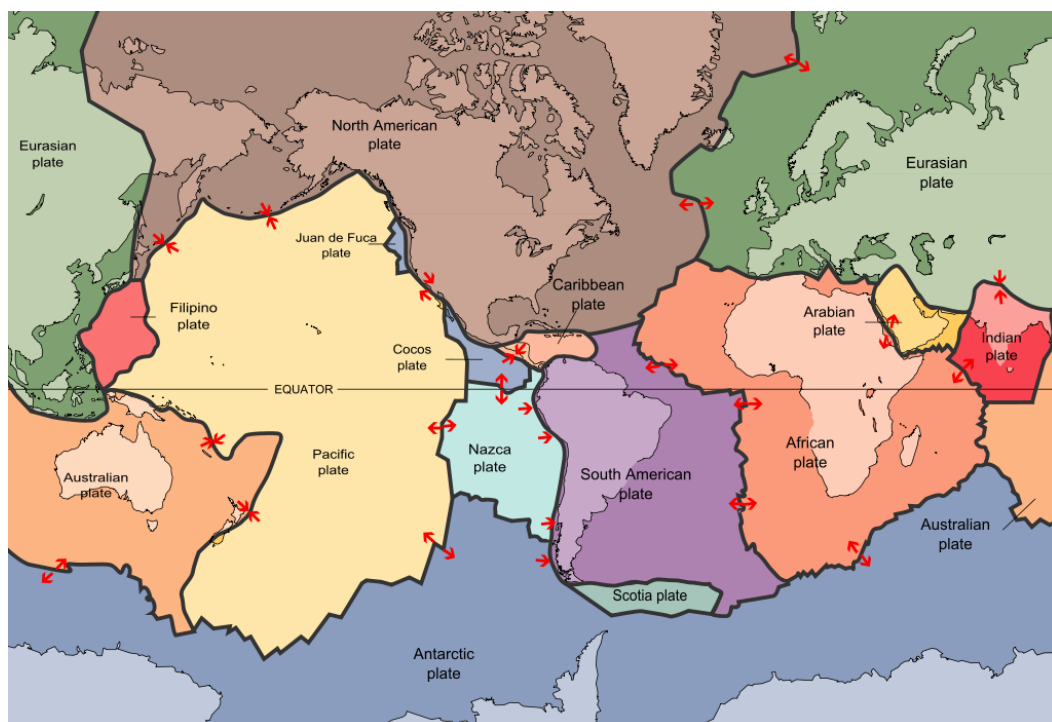 North American
plate
Eurasian
plate
Eurasian
plate
Juan de Fuca
plate
Caribbean
plate
Filipino
plate
Arabian
plate
Cocos
plate
Indian
plate
EQUATOR
Australian
plate
Pacific
plate
Nazca
plate
South American
plate
African
plate
Australian
plate
Scotia plate
Antarctic
plate